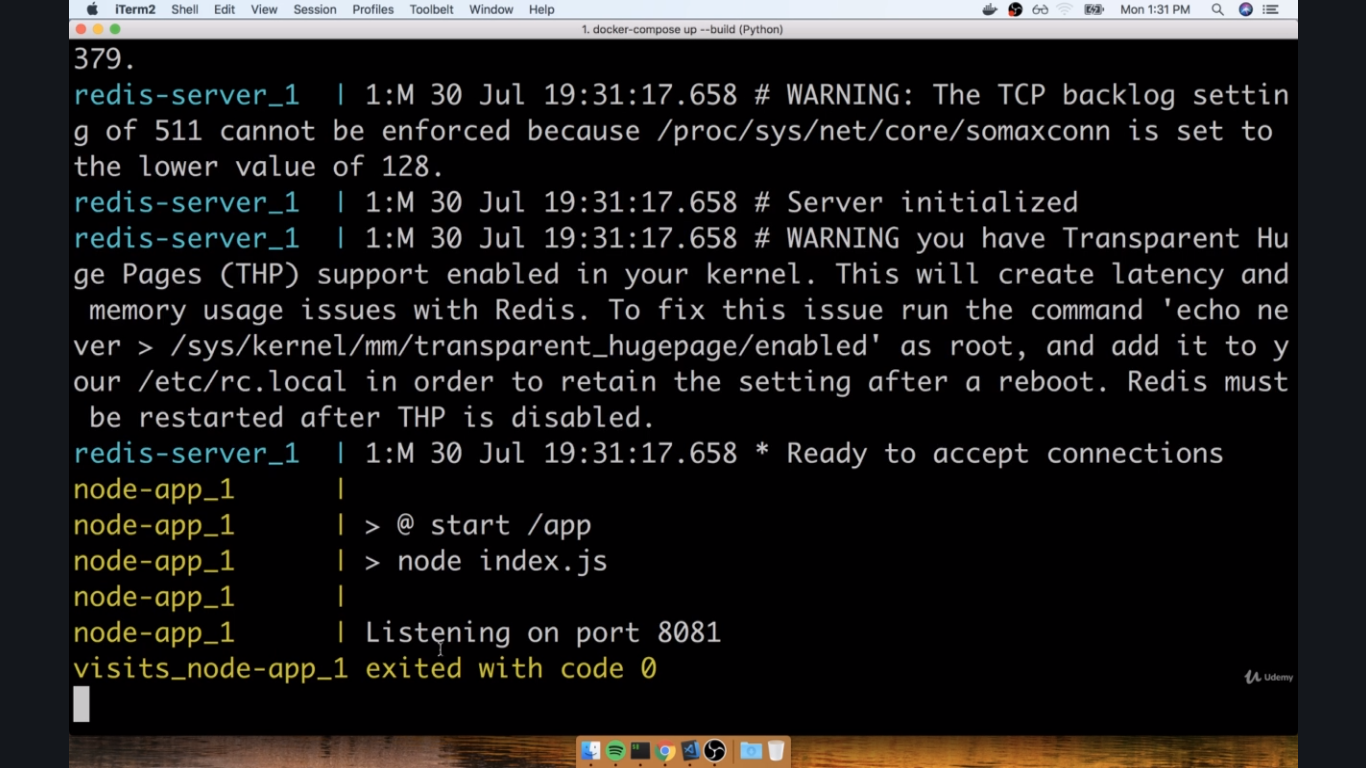 iTerm2 Shell Edit View Session Profiles Toolbelt Window Help Mon 1:31 PM
1. docker-compose up --build (Python)
379.
redis-server_1 | 1:M 30 Jul 19:31:17.658 # WARNING: The TCP backlog settin
g of 511 cannot be enforced because /proc/sys/net/core/somaxconn is set to
the lower value of 128.
redis-server_1 | 1:M 30 Jul 19:31:17.658 # Server initialized
redis-server_1 | 1:M 30 Jul 19:31:17.658 # WARNING you have Transparent Hu
ge Pages (THP) support enabled in your kernel. This will create latency and
memory usage issues with Redis. To fix this issue run the command 'echo ne
ver > /sys/kernel/mm/transparent_hugepage/enabled' as root, and add it to y
our /etc/rc.local in order to retain the setting after a reboot. Redis must
be restarted after THP is disabled.
redis-server_1 | 1:M 30 Jul 19:31:17.658 * Ready to accept connections
node-app_1 |
node-app_1 | > @ start /app
node-app_1 | > node index.js
node-app_1 |
node-app_1 | Listening on port 8081
visits_node-app_1 exited with code 0
Udemy